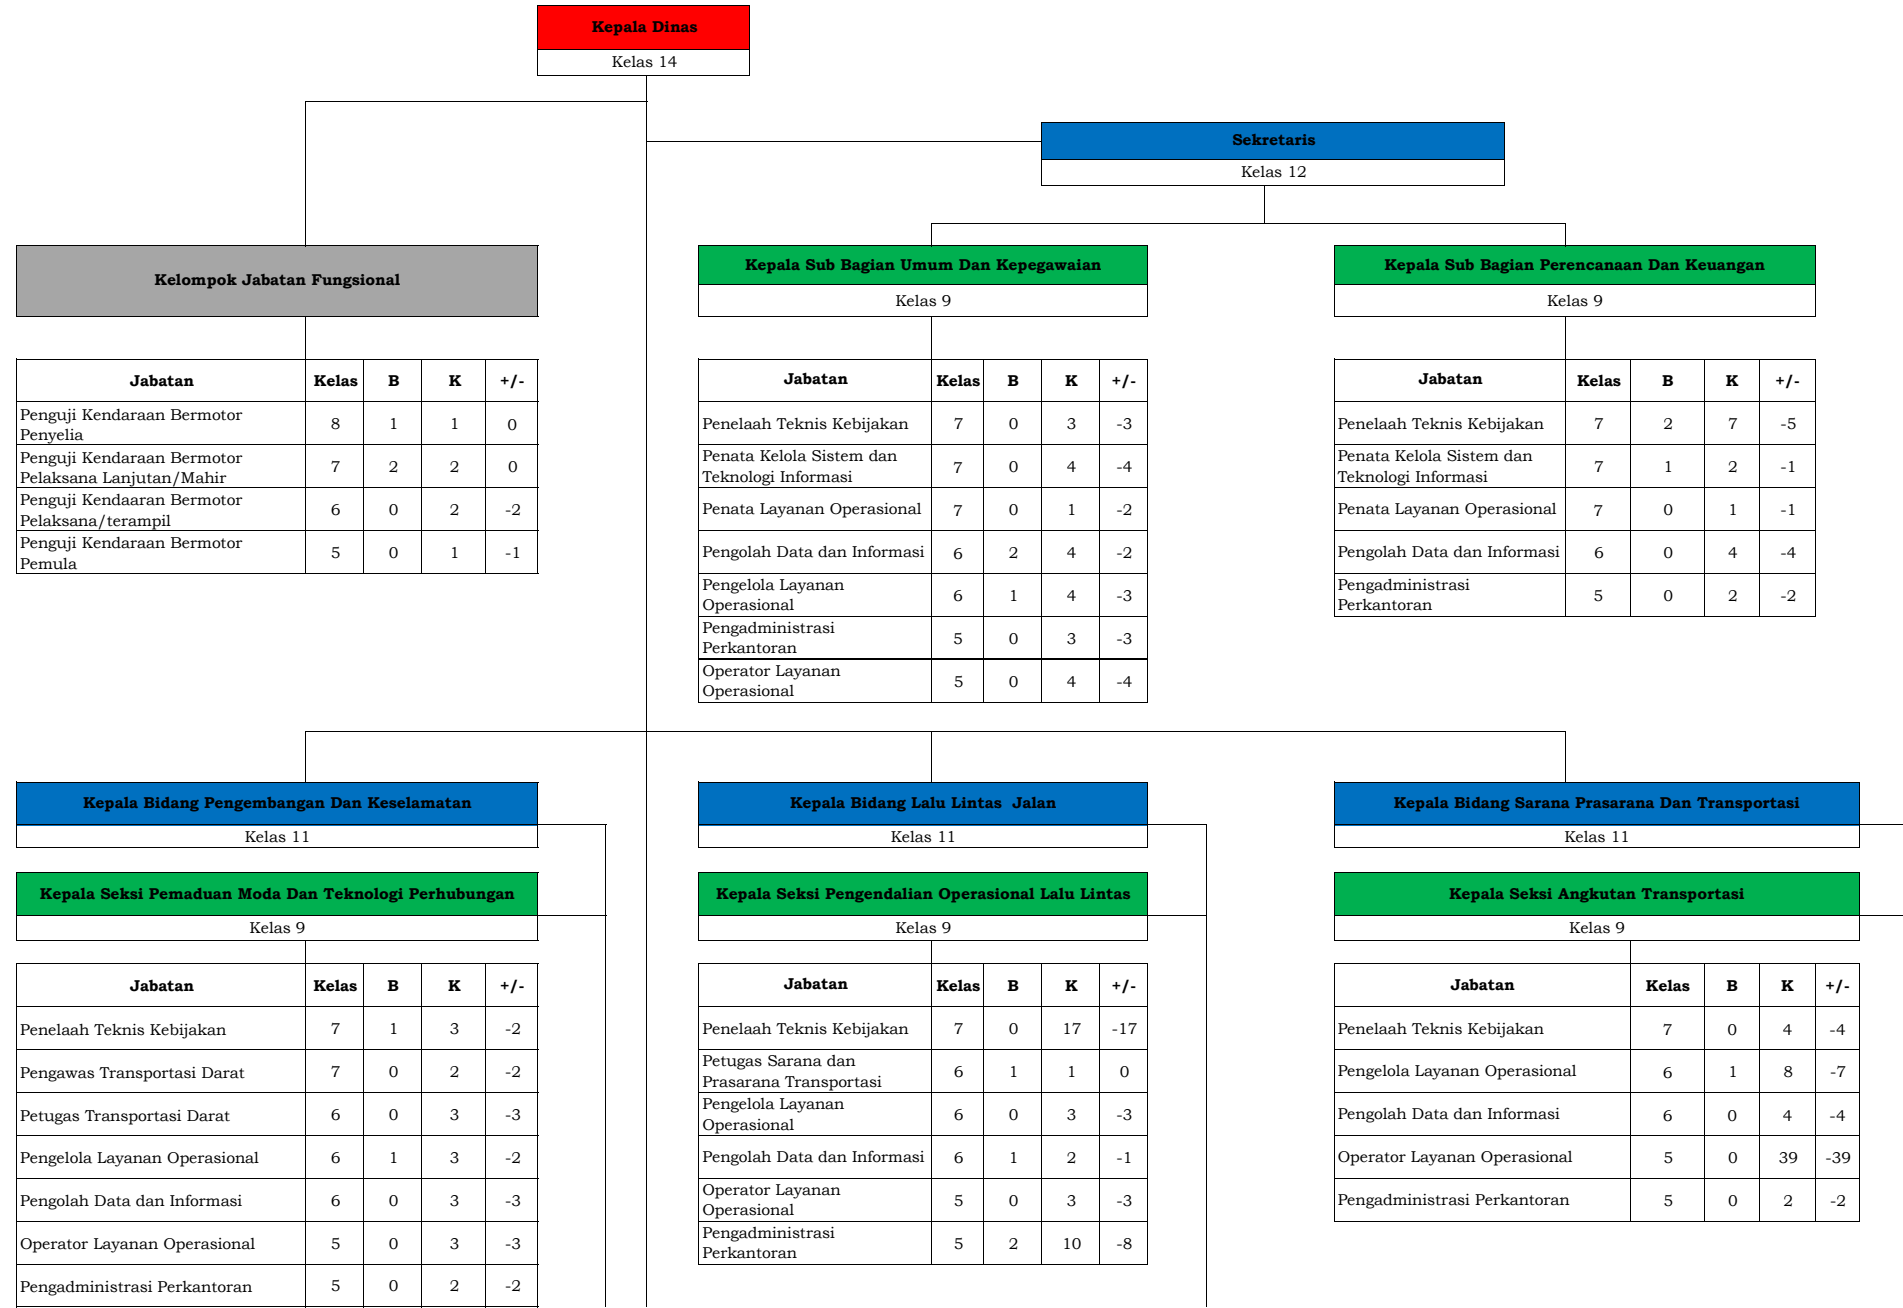 Kepala Dinas
Kelas 14
Sekretaris
Kelas 12
Kelompok Jabatan Fungsional
Jabatan Kelas B K +/-
Penguji Kendaraan Bermotor
Penyelia
8 1 1 0
Penguji Kendaraan Bermotor
Pelaksana Lanjutan/Mahir
7 2 2 0
Penguji Kendaaran Bermotor
Pelaksana/terampil
6 0 2 -2
Penguji Kendaraan Bermotor
Pemula
5 0 1 -1
Kepala Sub Bagian Umum Dan Kepegawaian
Kelas 9
Jabatan Kelas B K +/-
Penelaah Teknis Kebijakan 7 0 3 -3
Penata Kelola Sistem dan
Teknologi Informasi
7 0 4 -4
Penata Layanan Operasional 7 0 1 -2
Pengolah Data dan Informasi 6 2 4 -2
Pengelola Layanan
Operasional
6 1 4 -3
Pengadministrasi
Perkantoran
5 0 3 -3
Operator Layanan
Operasional
5 0 4 -4
Kepala Sub Bagian Perencanaan Dan Keuangan
Kelas 9
Jabatan Kelas B K +/-
Penelaah Teknis Kebijakan 7 2 7 -5
Penata Kelola Sistem dan
Teknologi Informasi
7 1 2 -1
Penata Layanan Operasional 7 0 1 -1
Pengolah Data dan Informasi 6 0 4 -4
Pengadministrasi
Perkantoran
5 0 2 -2
Kepala Bidang Pengembangan Dan Keselamatan
Kelas 11
Kepala Seksi Pemaduan Moda Dan Teknologi Perhubungan
Kelas 9
Jabatan Kelas B K +/-
Penelaah Teknis Kebijakan 7 1 3 -2
Pengawas Transportasi Darat 7 0 2 -2
Petugas Transportasi Darat 6 0 3 -3
Pengelola Layanan Operasional 6 1 3 -2
Pengolah Data dan Informasi 6 0 3 -3
Operator Layanan Operasional 5 0 3 -3
Pengadministrasi Perkantoran 5 0 2 -2
Kepala Bidang Lalu Lintas Jalan
Kelas 11
Kepala Seksi Pengendalian Operasional Lalu Lintas
Kelas 9
Jabatan Kelas B K +/-
Penelaah Teknis Kebijakan 7 0 17 -17
Petugas Sarana dan
Prasarana Transportasi
6 1 1 0
Pengelola Layanan
Operasional
6 0 3 -3
Pengolah Data dan Informasi 6 1 2 -1
Operator Layanan
Operasional
5 0 3 -3
Pengadministrasi
Perkantoran
5 2 10 -8
Kepala Bidang Sarana Prasarana Dan Transportasi
Kelas 11
Kepala Seksi Angkutan Transportasi
Kelas 9
Jabatan Kelas B K +/-
Penelaah Teknis Kebijakan 7 0 4 -4
Pengelola Layanan Operasional 6 1 8 -7
Pengolah Data dan Informasi 6 0 4 -4
Operator Layanan Operasional 5 0 39 -39
Pengadministrasi Perkantoran 5 0 2 -2